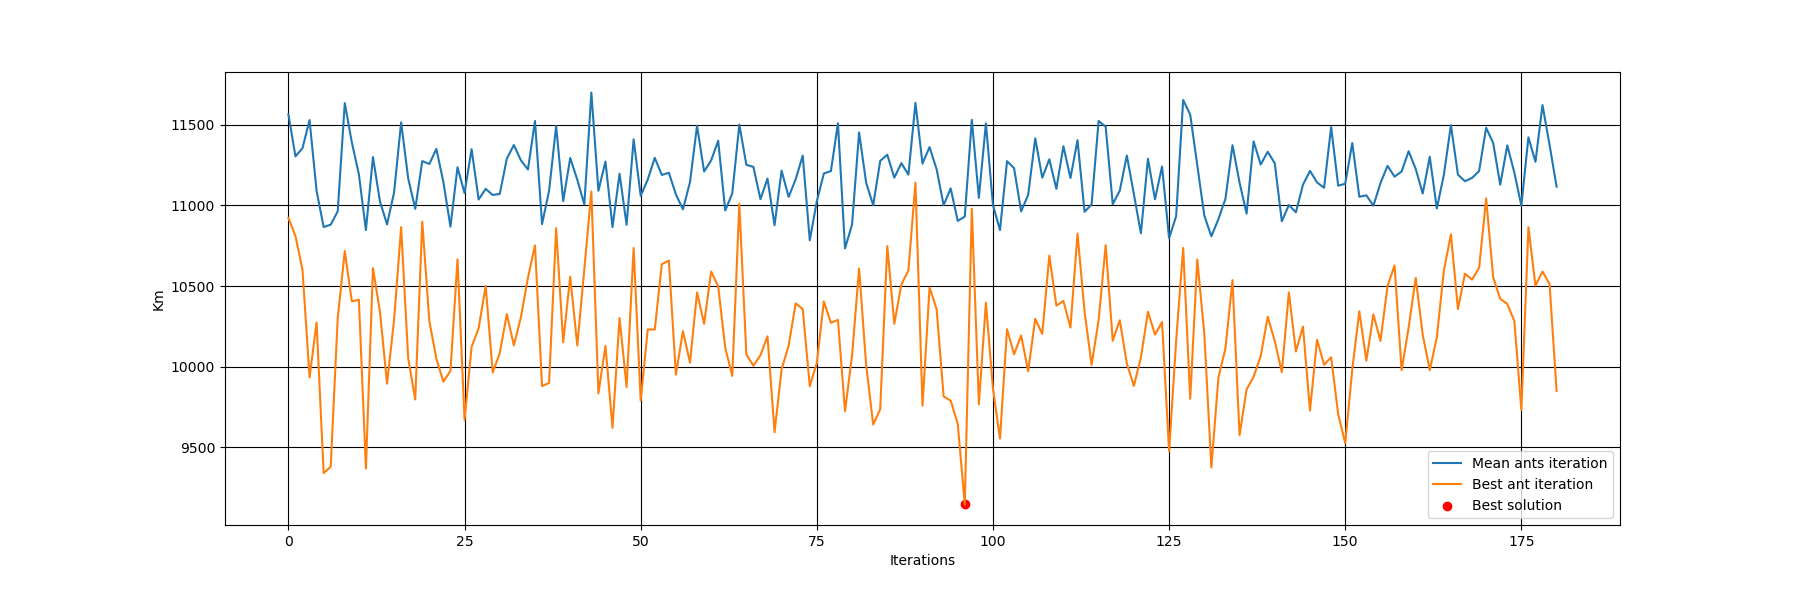 11500
11000
10500
10000
9500
Km
0 25 50 75 100 125 150 175
Iterations
Mean ants iteration
Best ant iteration
Best solution